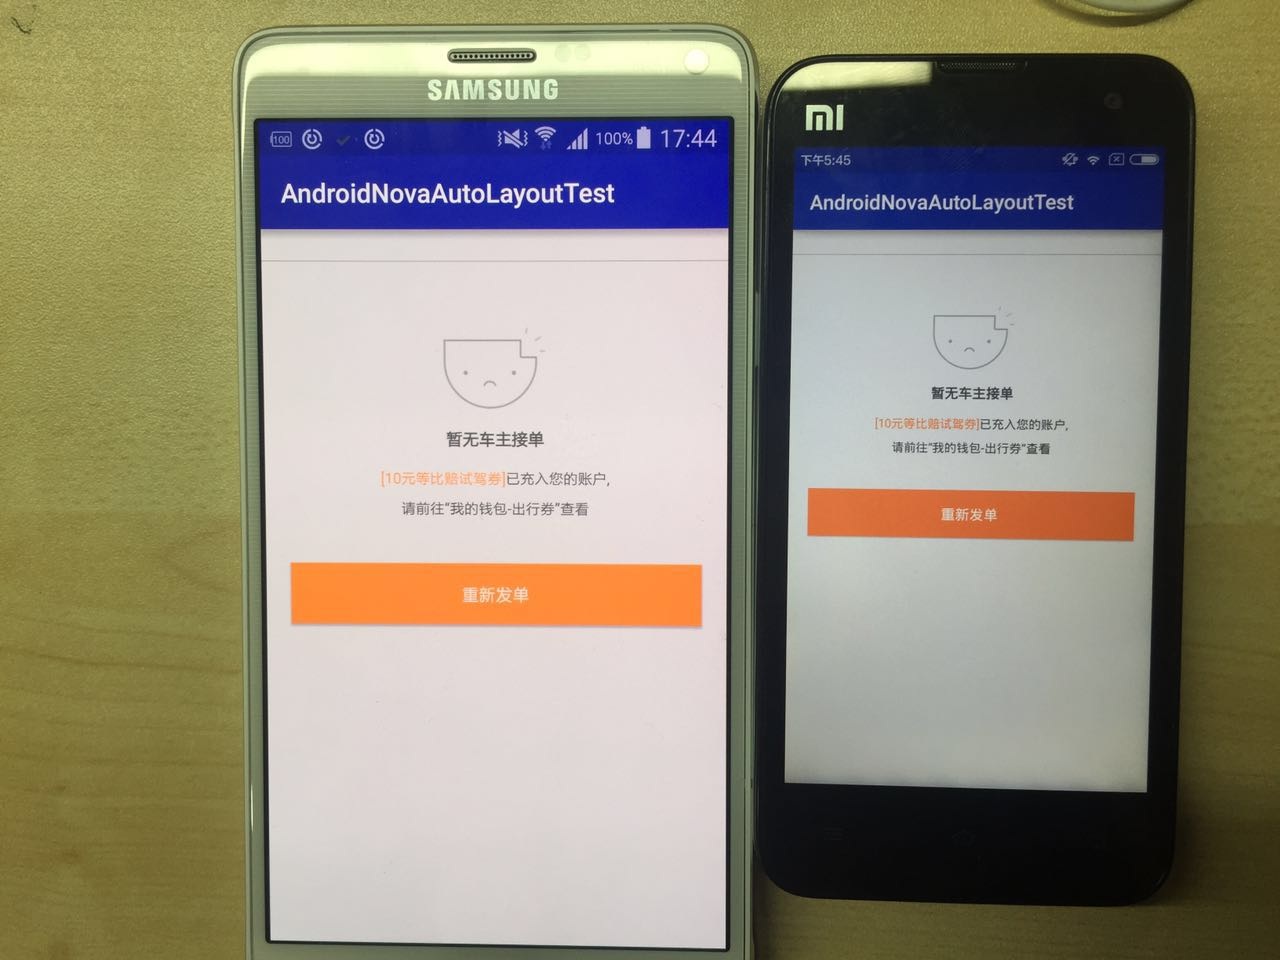 SAMSUNG
100
100%
17:44
AndroidNovaAutoLayoutTest
暂无车主接单
[10元等比赔试驾券]已充入您的账户,
请前往“我的钱包-出行券”查看
重新发单
MI
下午5:45
AndroidNovaAutoLayoutTest
暂无车主接单
[10元等比赔试驾券]已充入您的账户,
请前往“我的钱包-出行券”查看
重新发单